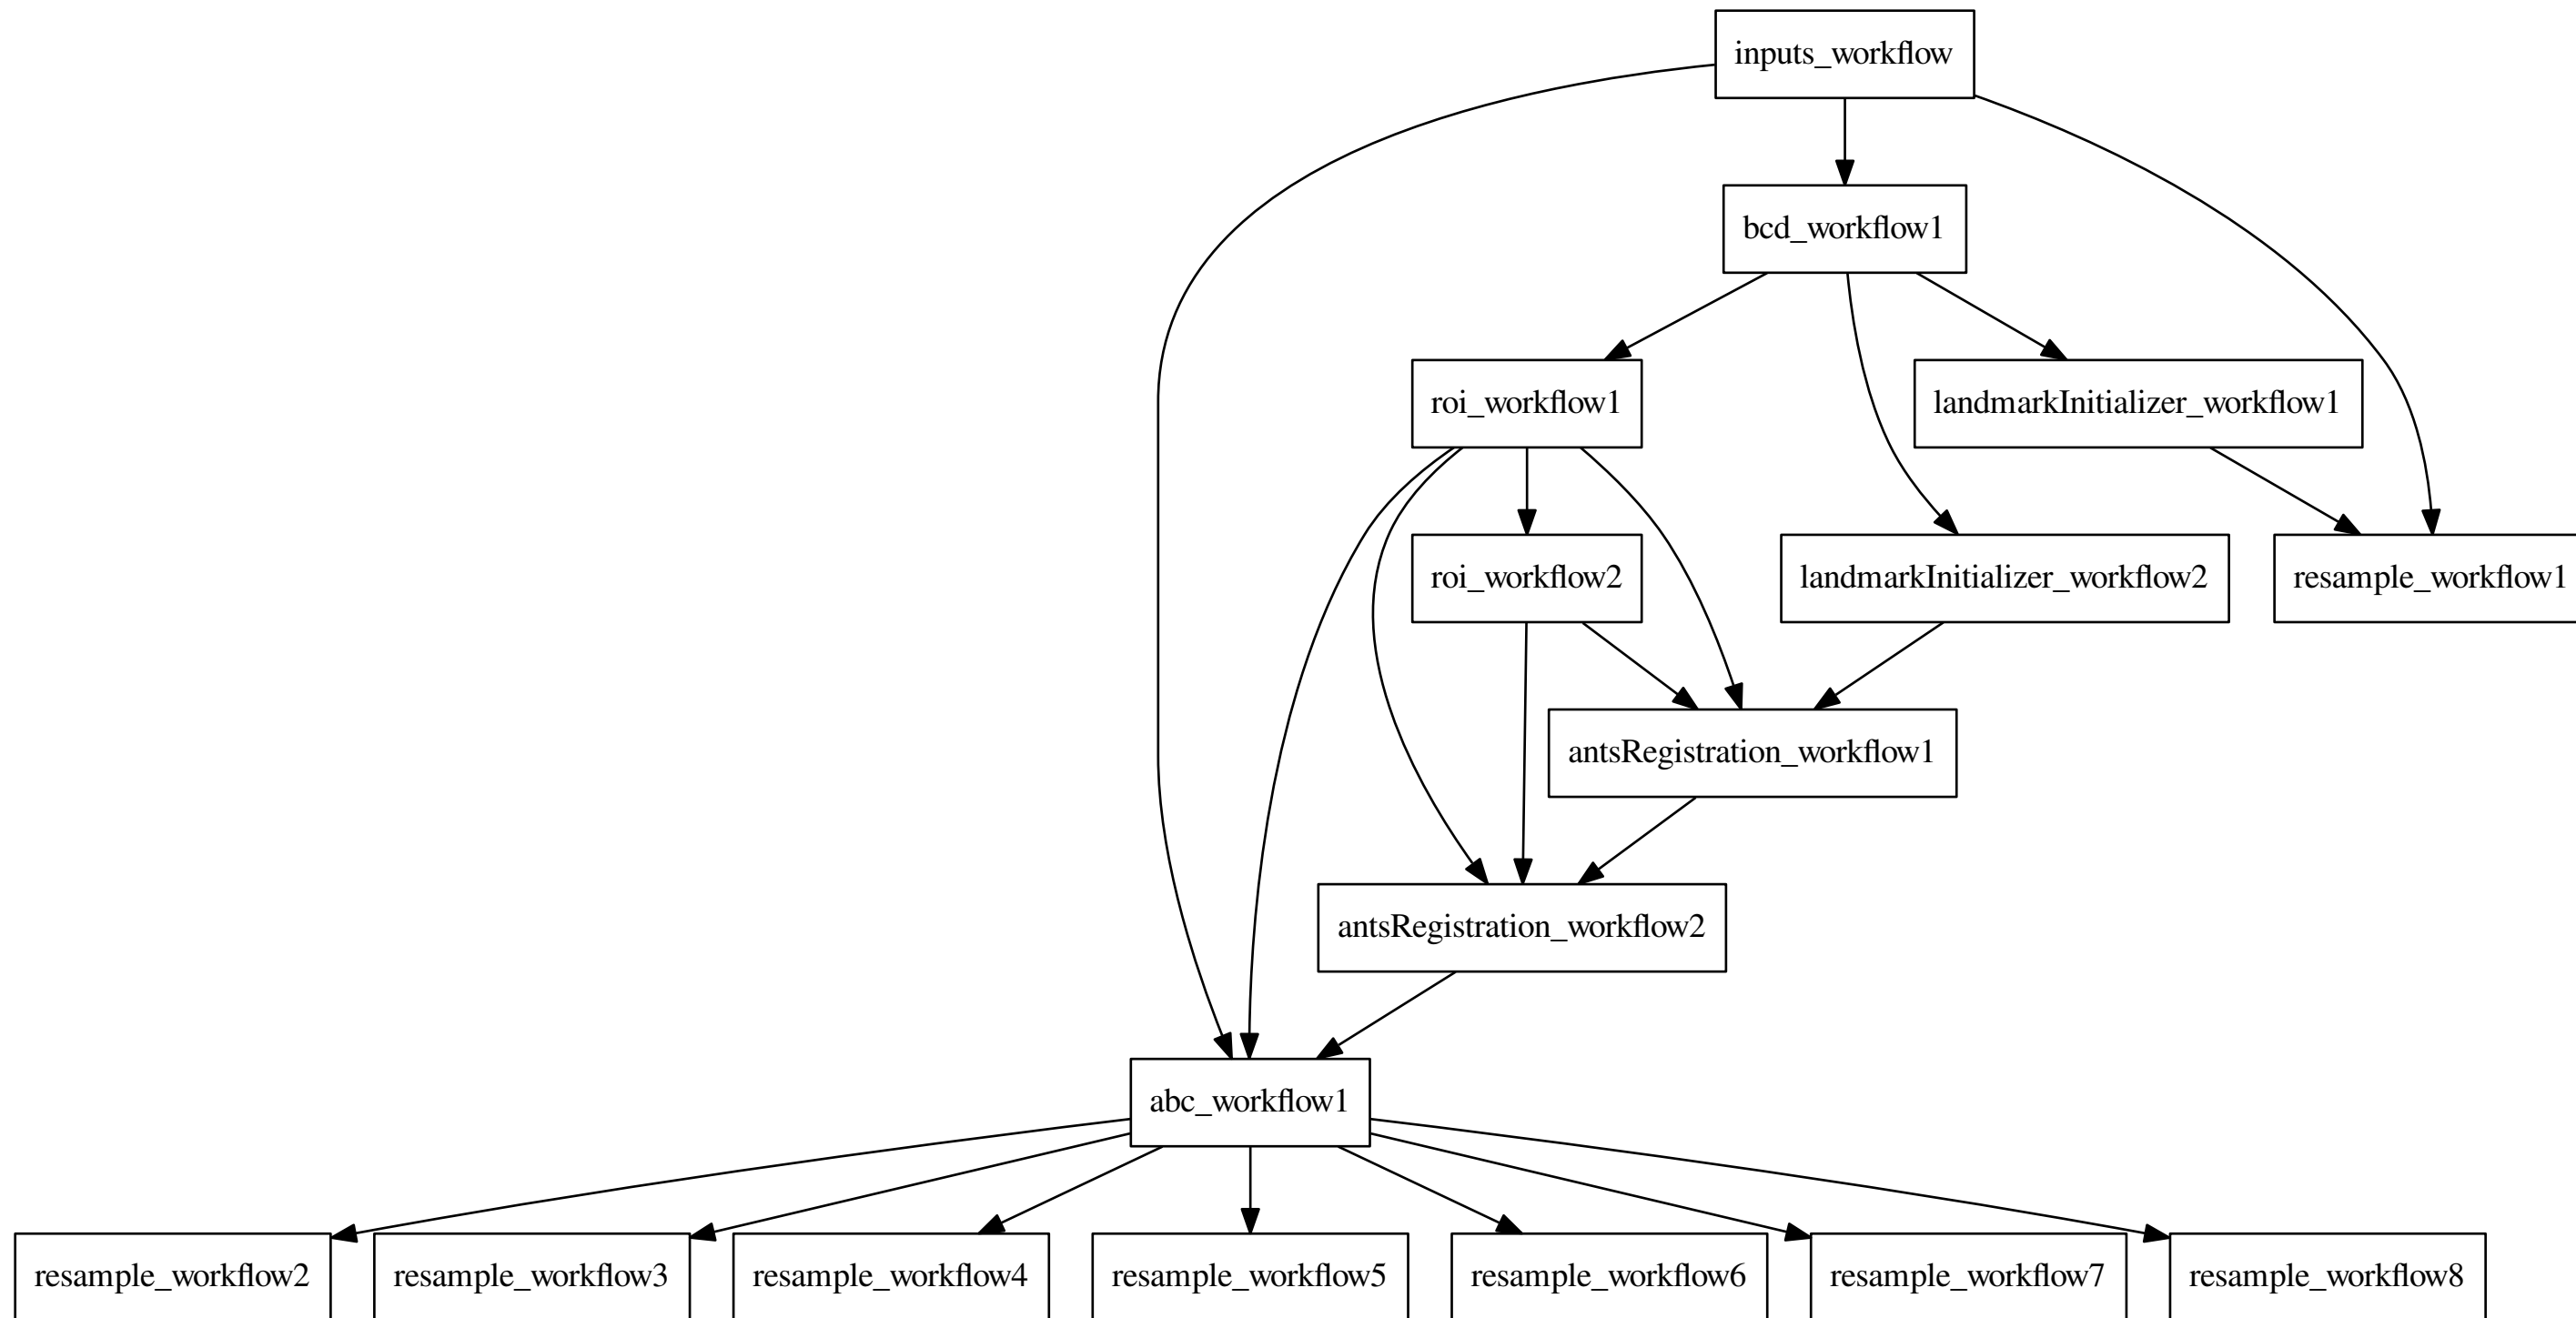 inputs_workflow
bcd_workflow1
roi_workflow1
landmarkInitializer_workflow1
roi_workflow2
landmarkInitializer_workflow2
resample_workflow1
antsRegistration_workflow1
antsRegistration_workflow2
abc_workflow1
resample_workflow2
resample_workflow3
resample_workflow4
resample_workflow5
resample_workflow6
resample_workflow7
resample_workflow8